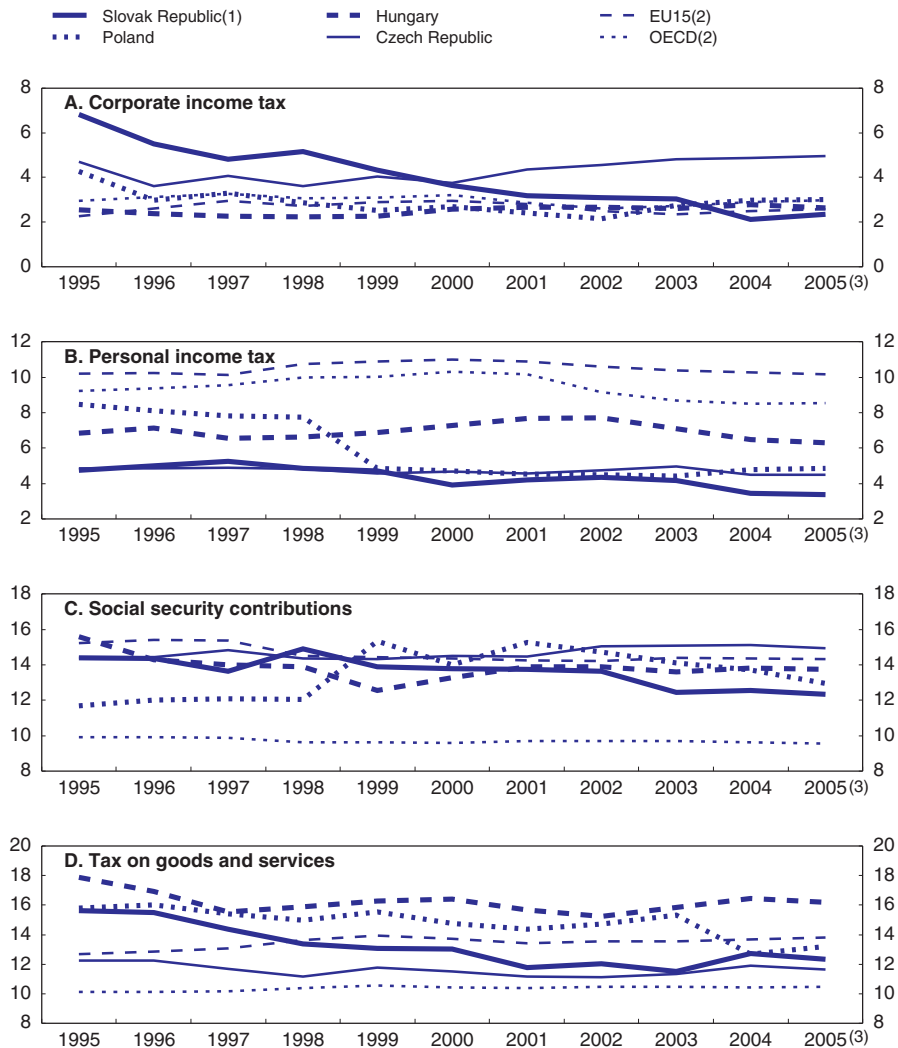 Slovak Republic(1) Hungary EU15(2)
Poland Czech Republic OECD(2)
8 8
A. Corporate income tax
6 6
4 4
2 2
0 0
1995 1996 1997 1998 1999 2000 2001 2002 2003 2004 2005(3)
12 12
B. Personal income tax
10 10
8 8
6 6
4 4
2 2
1995 1996 1997 1998 1999 2000 2001 2002 2003 2004 2005(3)
18 18
C. Social security contributions
16 16
14 14
12 12
10 10
8 8
1995 1996 1997 1998 1999 2000 2001 2002 2003 2004 2005(3)
20 20
D. Tax on goods and services
18 18
16 16
14 14
12 12
10 10
8 8
1995 1996 1997 1998 1999 2000 2001 2002 2003 2004 2005(3)